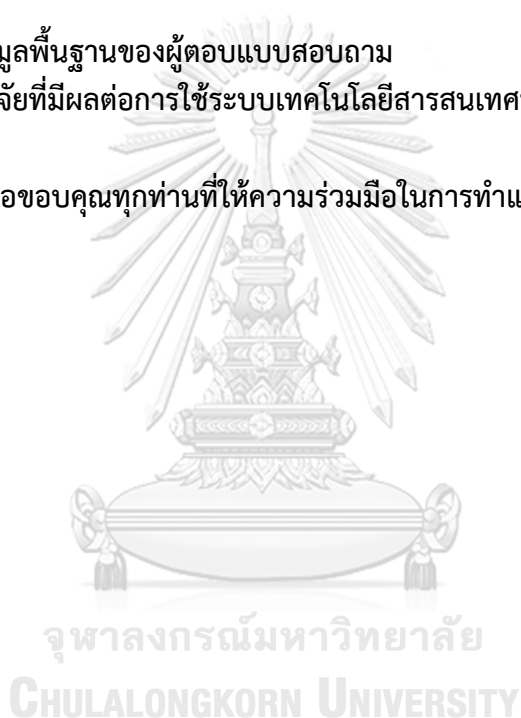 มูลพื้นฐานของผู้ตอบแบบสอบถาม
จัยที่มีผลต่อการใช้ระบบเทคโนโลยีสารสนเทศ
อขอบคุณทุกท่านที่ให้ความร่วมมือในการทำแ
จุฬาลงกรณ์มหาวิทยาลัย
CHULALONGKORN UNIVERSITY